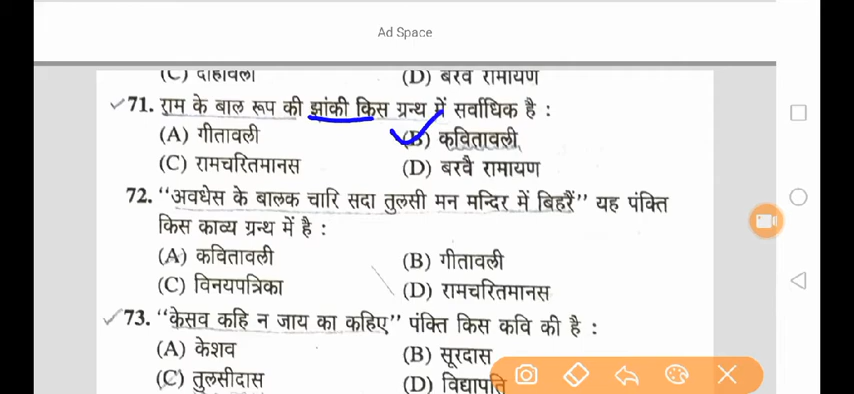 Ad Space
(C) दोहावली (D) बरवै रामायण
71. राम के बाल रूप की झांकी किस ग्रन्थ में सर्वाधिक है :
(A) गीतावली (B) कवितावली
(C) रामचरितमानस (D) बरवै रामायण
72. “अवधेस के बालक चारि सदा तुलसी मन मन्दिर में बिहरैं” यह पंक्ति
किस काव्य ग्रन्थ में है :
(A) कवितावली (B) गीतावली
(C) विनयपत्रिका (D) रामचरितमानस
73. “केसव कहि न जाय का कहिए” पंक्ति किस कवि की है :
(A) केशव (B) सूरदास
(C) तुलसीदास (D) विद्यापति